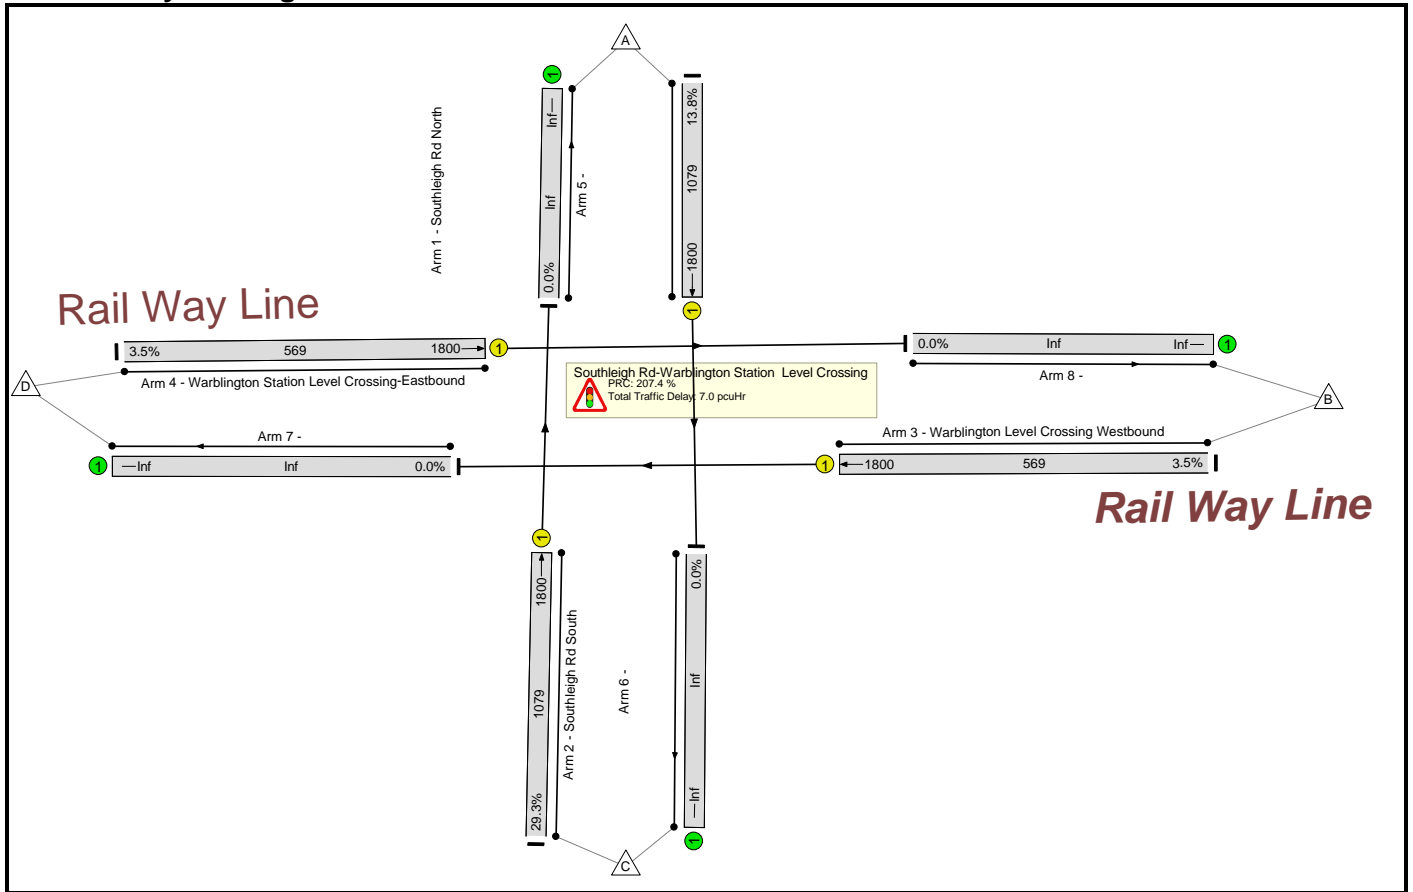 A
1
Inf
Inf
0.0%
Arm 5 -
Arm 1 - Southleigh Rd North
13.8%
1079
1800
1
Rail Way Line
3.5% 569 1800
1
Arm 4 - Warblington Station Level Crossing-Eastbound
D
0.0% Inf Inf
1
Arm 8 -
B
Southleigh Rd-Warblington Station Level Crossing
PRC: 207.4 %
Total Traffic Delay: 7.0 pcuHr
Arm 7 -
1
Inf Inf 0.0%
Arm 3 - Warblington Level Crossing Westbound
1
1800 569 3.5%
Rail Way Line
1
1800
1079
29.3%
Arm 2 - Southleigh Rd South
Arm 6 -
0.0%
Inf
Inf
1
C